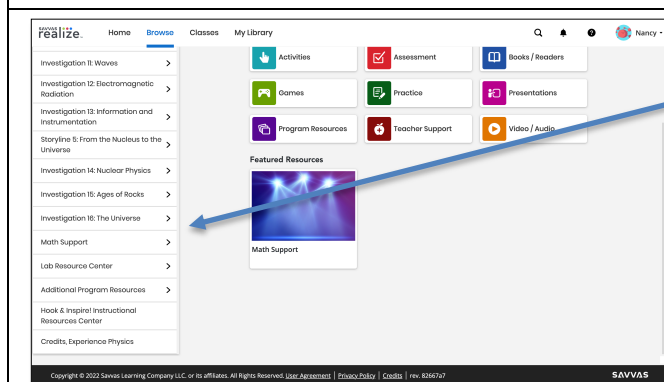 SAVVAS
realize.
Home Browse Classes My Library
Nancy
Investigation 11: Waves
Investigation 12: Electromagnetic
Radiation
Investigation 13: Information and
Instrumentation
Storyline 5: From the Nucleus to the
Universe
Investigation 14: Nuclear Physics
Investigation 15: Ages of Rocks
Investigation 16: The Universe
Math Support
Lab Resource Center
Additional Program Resources
Hook & Inspire! Instructional
Resources Center
Credits, Experience Physics
Activities
Assessment
Books / Readers
Games
Practice
Presentations
Program Resources
Teacher Support
Video / Audio
Featured Resources
Math Support
Copyright © 2022 Savvas Learning Company LLC. or its affiliates. All Rights Reserved. User Agreement | Privacy Policy | Credits | rev. 82667a7
SAVVAS